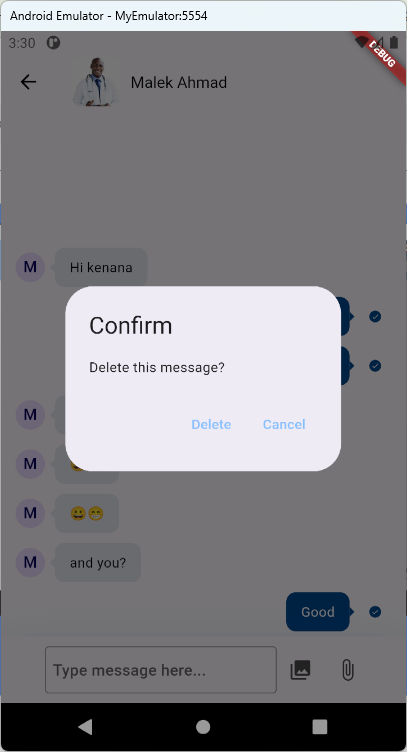 Android Emulator - MyEmulator:5554
3:30
DEBUG
Malek Ahmad
M
Hi kenana
Confirm
Delete this message?
Delete Cancel
M
M
M
M
and you?
Good
Type message here...